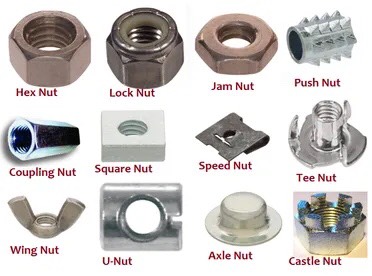 Hex Nut
Lock Nut
Jam Nut
Push Nut
Coupling Nut
Square Nut
Speed Nut
Tee Nut
Wing Nut
U-Nut
Axle Nut
Castle Nut